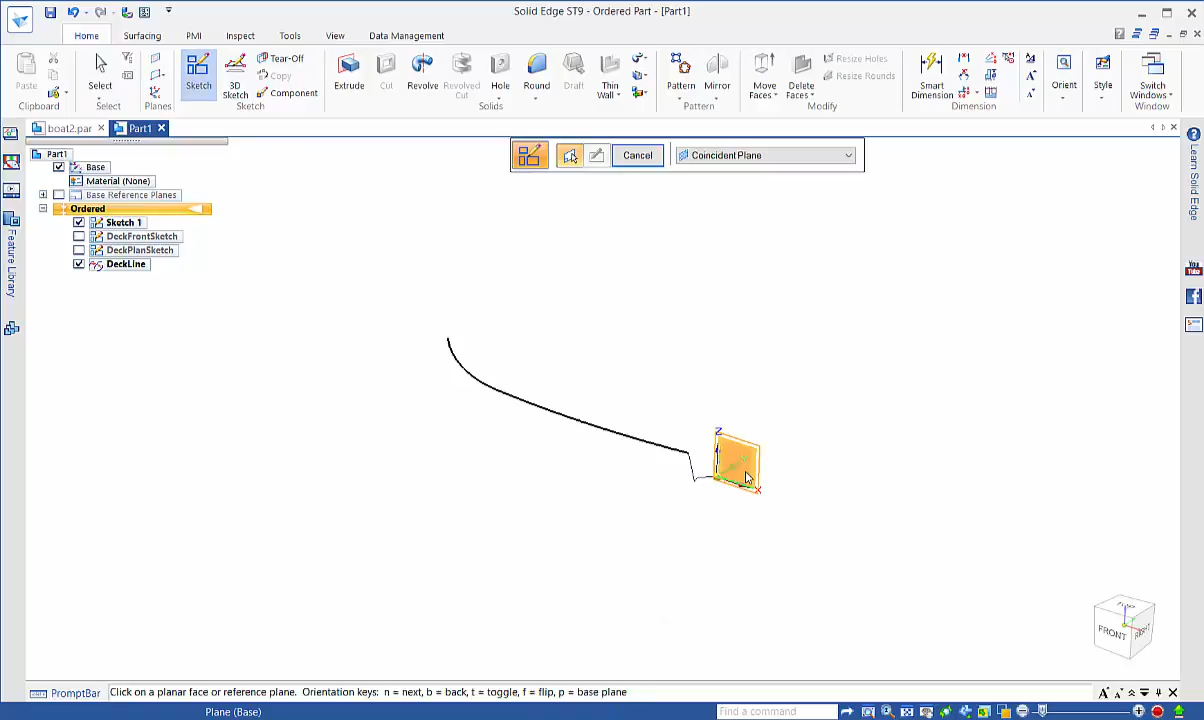 Solid Edge ST9 - Ordered Part - [Part1]
Home Surfacing PMI Inspect Tools View Data Management
Paste
Clipboard
Select
Select
Planes
Sketch
3D Sketch
Tear-Off
Copy
Component
Sketch
Extrude
Cut
Revolve
Revolved Cut
Hole
Round
Draft
Thin Wall
Solids
Pattern
Mirror
Pattern
Move Faces
Delete Faces
Resize Holes
Resize Rounds
Modify
Smart Dimension
Dimension
Orient
Style
Switch Windows
Window
boat2.par
Part1
Cancel
Coincident Plane
Part1
Base
Material (None)
Base Reference Planes
Ordered
Sketch 1
DeckFrontSketch
DeckPlanSketch
DeckLine
Feature Library
Learn Solid Edge
You Tube
Z
X
TOP
FRONT
RIGHT
PromptBar
Click on a planar face or reference plane. Orientation keys: n = next, b = back, t = toggle, f = flip, p = base plane
Plane (Base)
Find a command